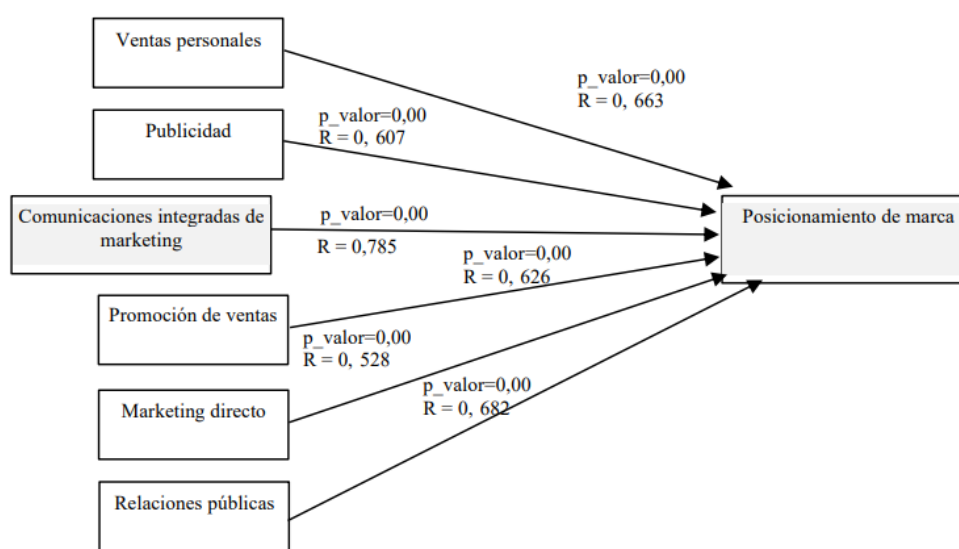 Ventas personales
p_valor=0,00
R = 0, 663
Publicidad
p_valor=0,00
R = 0, 607
Comunicaciones integradas de
marketing
p_valor=0,00
R = 0,785
Posicionamiento de marca
p_valor=0,00
R = 0, 626
Promoción de ventas
p_valor=0,00
R = 0, 528
Marketing directo
p_valor=0,00
R = 0, 682
Relaciones públicas